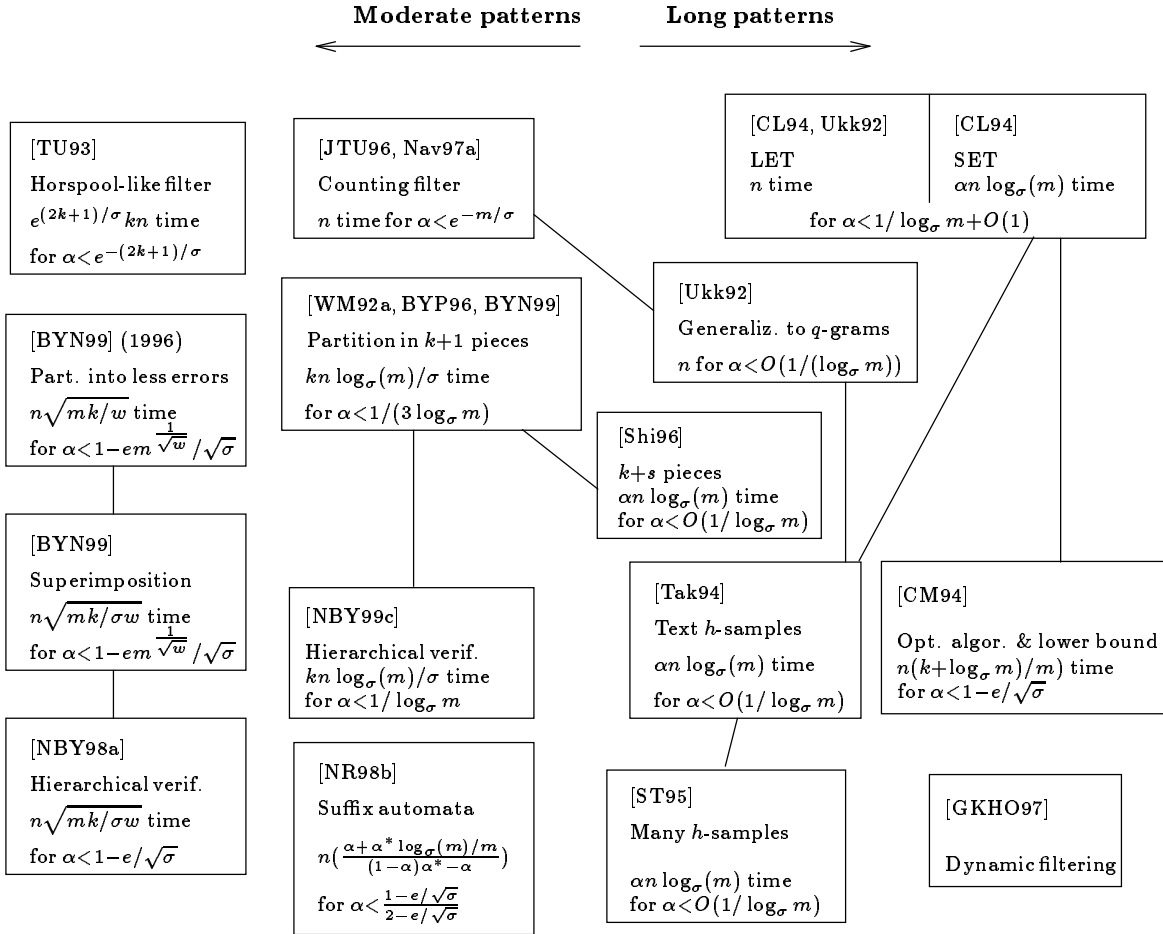 Moderate patterns
Long patterns
[TU93]
Horspool-like filter
e^{(2k+1)/σ} kn time
for α<e^{-(2k+1)/σ}
[JTU96, Nav97a]
Counting filter
n time for α<e^{-m/σ}
[CL94, Ukk92]
LET
n time
[CL94]
SET
αn log_σ(m) time
for α<1/ log_σ m+O(1)
[WM92a, BYP96, BYN99]
Partition in k+1 pieces
kn log_σ(m)/σ time
for α<1/(3 log_σ m)
[Ukk92]
Generaliz. to q-grams
n for α<O(1/(log_σ m))
[BYN99] (1996)
Part. into less errors
n√(mk/w) time
for α<1-em^{1/√w}/√σ
[Shi96]
k+s pieces
αn log_σ(m) time
for α<O(1/ log_σ m)
[BYN99]
Superimposition
n√(mk/σw) time
for α<1-em^{1/√w}/√σ
[NBY99c]
Hierarchical verif.
kn log_σ(m)/σ time
for α<1/ log_σ m
[Tak94]
Text h-samples
αn log_σ(m) time
for α<O(1/ log_σ m)
[CM94]
Opt. algor. & lower bound
n(k+log_σ m)/m) time
for α<1-e/√σ
[NBY98a]
Hierarchical verif.
n√(mk/σw) time
for α<1-e/√σ
[NR98b]
Suffix automata
n((α+α* log_σ(m)/m)/((1-α)α*-α))
for α<(1-e/√σ)/(2-e/√σ)
[ST95]
Many h-samples
αn log_σ(m) time
for α<O(1/ log_σ m)
[GKHO97]
Dynamic filtering